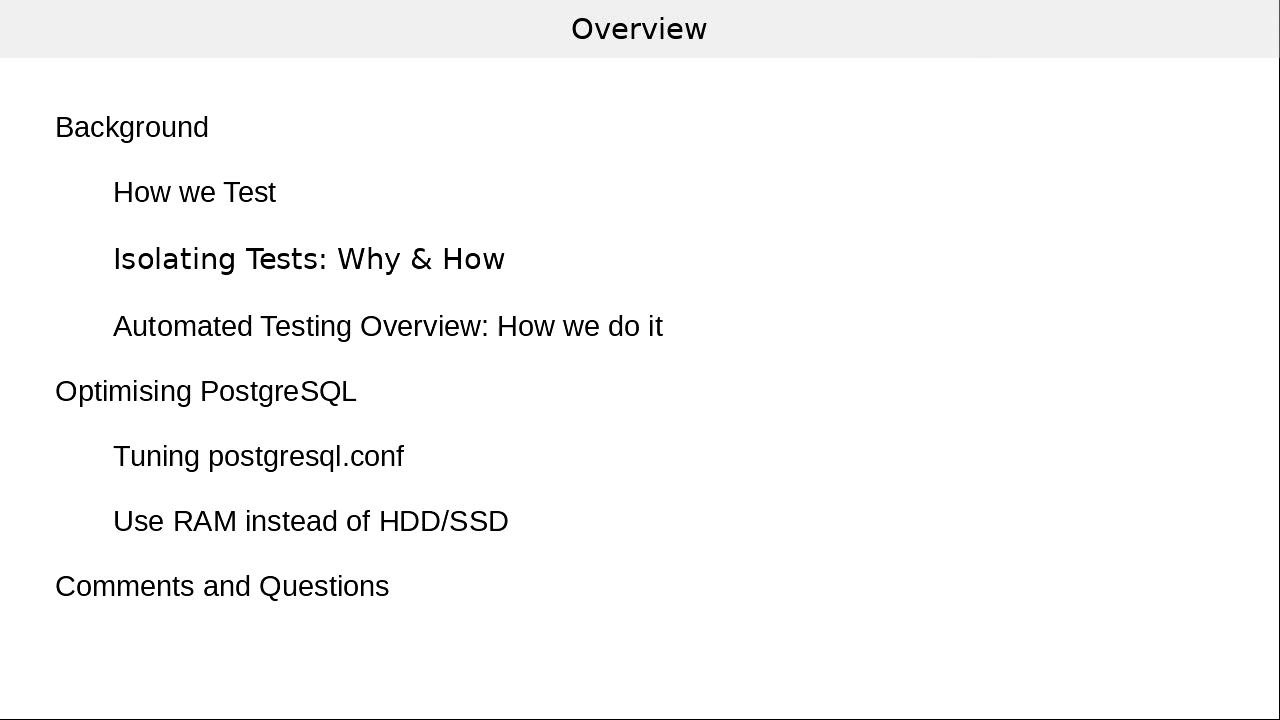 Overview
Background
How we Test
Isolating Tests: Why & How
Automated Testing Overview: How we do it
Optimising PostgreSQL
Tuning postgresql.conf
Use RAM instead of HDD/SSD
Comments and Questions